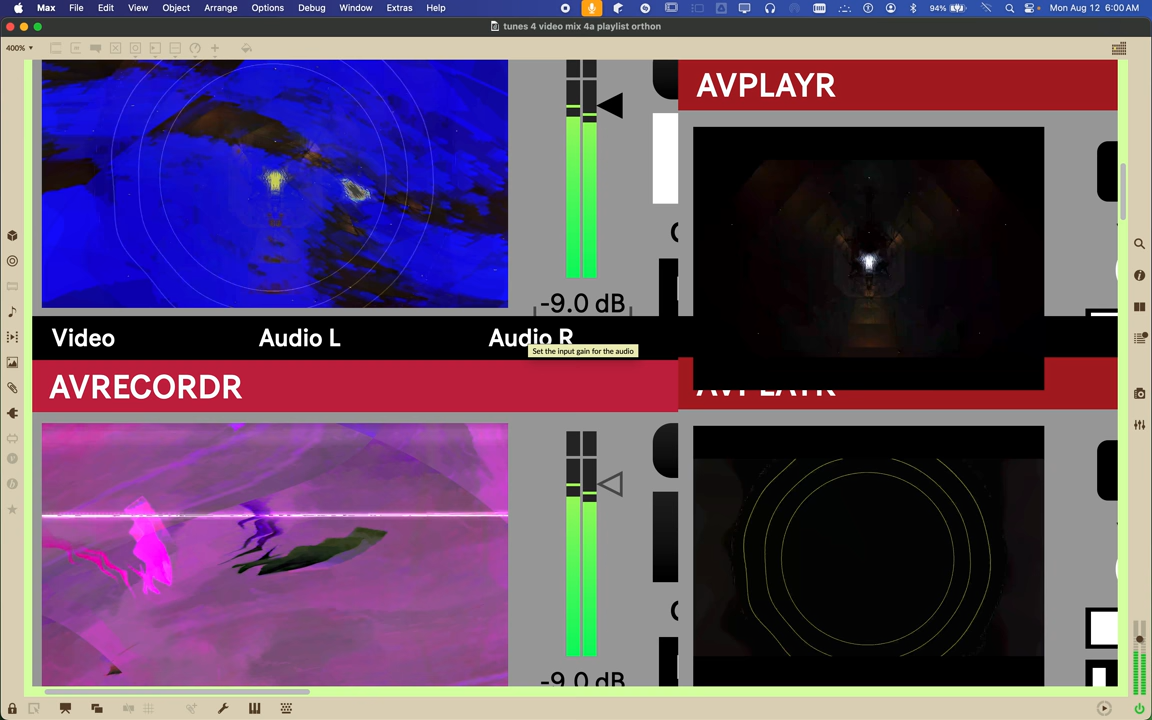 Max File Edit View Object Arrange Options Debug Window Extras Help 94% Mon Aug 12 6:00 AM
tunes 4 video mix 4a playlist orthon
400%
AVPLAYR
-9.0 dB
Video Audio L Audio R
Set the input gain for the audio
AVRECORDR
AVPLAYR
-9.0 dB